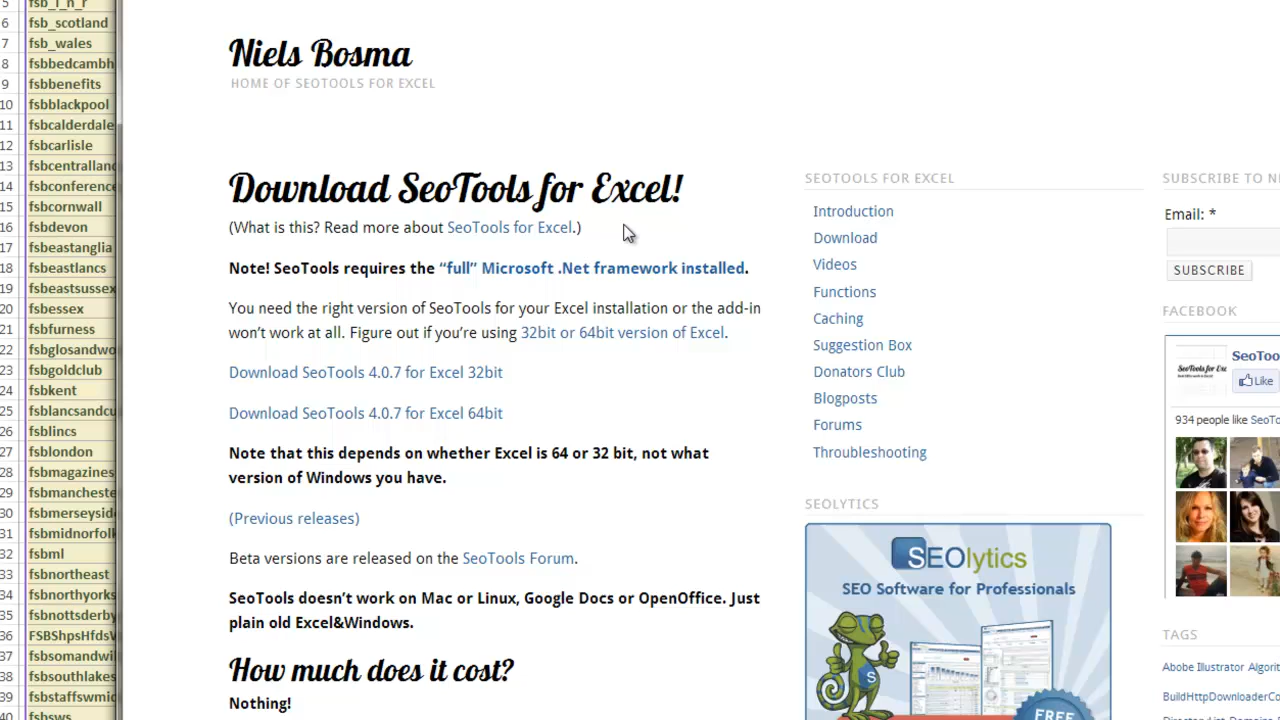 5 fsb_i_n_r
6 fsb_scotland
7 fsb_wales
8 fsbbedcambh
9 fsbbenefits
10 fsbblackpool
11 fsbcalderdale
12 fsbcarlisle
13 fsbcentralland
14 fsbconference
15 fsbcornwall
16 fsbdevon
17 fsbeastanglia
18 fsbeastlancs
19 fsbeastsussex
20 fsbessex
21 fsbfurness
22 fsbglosandwo
23 fsbgoldclub
24 fsbkent
25 fsblancsandcu
26 fsblincs
27 fsblondon
28 fsbmagazines
29 fsbmancheste
30 fsbmerseyside
31 fsbmidnorfolk
32 fsbml
33 fsbnortheast
34 fsbnorthyorks
35 fsbnottsderby
36 FSBShpsHfdsW
37 fsbsomandwil
38 fsbsouthlakes
39 fsbstaffswmid
40 fsbsws
Niels Bosma
HOME OF SEOTOOLS FOR EXCEL
Download SeoTools for Excel!
(What is this? Read more about SeoTools for Excel.)
Note! SeoTools requires the “full” Microsoft .Net framework installed.
You need the right version of SeoTools for your Excel installation or the add-in
won’t work at all. Figure out if you’re using 32bit or 64bit version of Excel.
Download SeoTools 4.0.7 for Excel 32bit
Download SeoTools 4.0.7 for Excel 64bit
Note that this depends on whether Excel is 64 or 32 bit, not what
version of Windows you have.
(Previous releases)
Beta versions are released on the SeoTools Forum.
SeoTools doesn’t work on Mac or Linux, Google Docs or OpenOffice. Just
plain old Excel&Windows.
How much does it cost?
Nothing!
SEOTOOLS FOR EXCEL
Introduction
Download
Videos
Functions
Caching
Suggestion Box
Donators Club
Blogposts
Forums
Throubleshooting
SEOLYTICS
SEOlytics
SEO Software for Professionals
S
FREE
SUBSCRIBE TO NI
Email: *
SUBSCRIBE
FACEBOOK
SeoTools for Exc
SeoToo
Like
934 people like SeoTo
TAGS
Abobe Illustrator Algorit
BuildHttpDownloaderCo